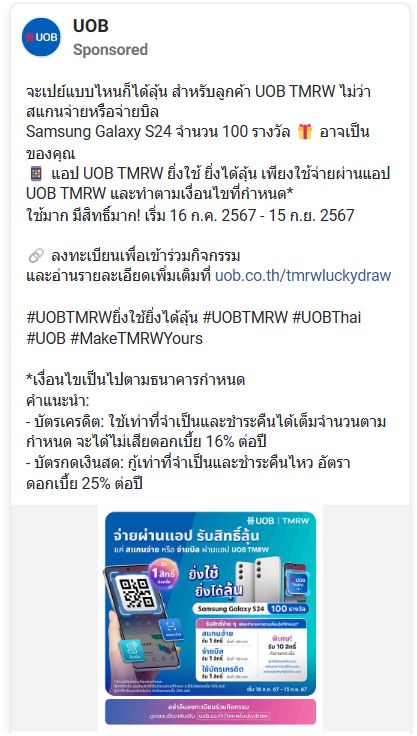 UOB
UOB
Sponsored
จะเปย์แบบไหนก็ได้ลุ้น สำหรับลูกค้า UOB TMRW ไม่ว่า
สแกนจ่ายหรือจ่ายบิล
Samsung Galaxy S24 จำนวน 100 รางวัล 🎁 อาจเป็น
ของคุณ
📱 แอป UOB TMRW ยิ่งใช้ ยิ่งได้ลุ้น เพียงใช้จ่ายผ่านแอป
UOB TMRW และทำตามเงื่อนไขที่กำหนด*
ใช้มาก มีสิทธิ์มาก! เริ่ม 16 ก.ค. 2567 - 15 ก.ย. 2567
🔗 ลงทะเบียนเพื่อเข้าร่วมกิจกรรม
และอ่านรายละเอียดเพิ่มเติมที่ uob.co.th/tmrwluckydraw
#UOBTMRWยิ่งใช้ยิ่งได้ลุ้น #UOBTMRW #UOBThai
#UOB #MakeTMRWYours
*เงื่อนไขเป็นไปตามธนาคารกำหนด
คำแนะนำ:
- บัตรเครดิต: ใช้เท่าที่จำเป็นและชำระคืนได้เต็มจำนวนตาม
กำหนด จะได้ไม่เสียดอกเบี้ย 16% ต่อปี
- บัตรกดเงินสด: กู้เท่าที่จำเป็นและชำระคืนไหว อัตรา
ดอกเบี้ย 25% ต่อปี
UOB | TMRW
จ่ายผ่านแอป รับสิทธิ์ลุ้น
แค่ สแกนจ่าย หรือ จ่ายบิล ผ่านแอป UOB TMRW
1 สิทธิ์
ยิ่งใช้
ยิ่งได้ลุ้น
Samsung Galaxy S24 100 รางวัล
สแกนจ่าย
รับ 1 สิทธิ์
จ่ายบิล
รับ 1 สิทธิ์
ใช้บัตรเครดิต
รับ 1 สิทธิ์
พิเศษ!
รับ 10 สิทธิ์
เริ่ม 16 ก.ค. 67 - 15 ก.ย. 67
อย่าลืมลงทะเบียนร่วมกิจกรรม
ดูรายละเอียดเพิ่มเติม uob.co.th/tmrwluckydraw